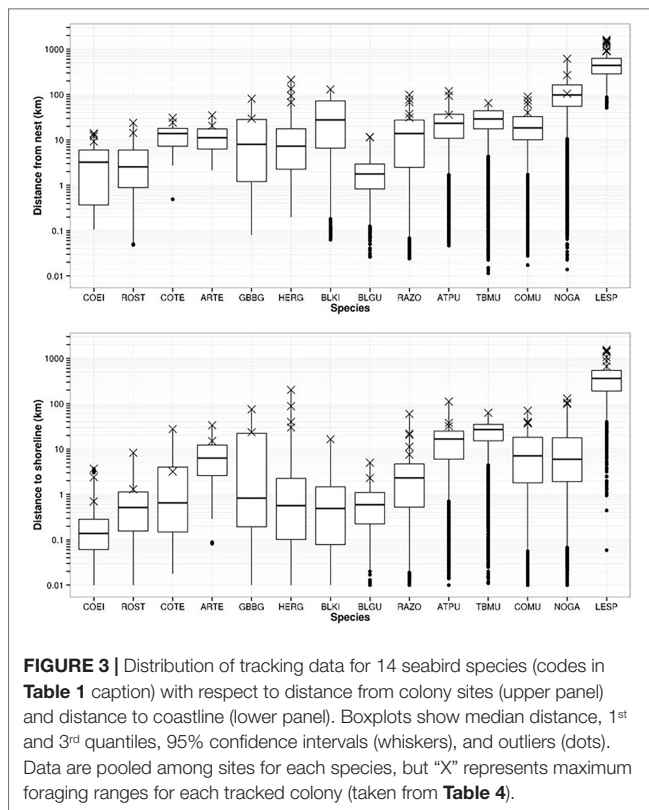 1000
100
10
1
0.1
0.01
Distance from nest (km)
COEI ROST COTE ARTE GBBG HERG BLKI BLGU RAZO ATPU TBMU COMU NOGA LESP
Species
1000
100
10
1
0.1
0.01
Distance to shoreline (km)
COEI ROST COTE ARTE GBBG HERG BLKI BLGU RAZO ATPU TBMU COMU NOGA LESP
Species
FIGURE 3 | Distribution of tracking data for 14 seabird species (codes in
Table 1 caption) with respect to distance from colony sites (upper panel)
and distance to coastline (lower panel). Boxplots show median distance, 1st
and 3rd quantiles, 95% confidence intervals (whiskers), and outliers (dots).
Data are pooled among sites for each species, but “X” represents maximum
foraging ranges for each tracked colony (taken from Table 4).